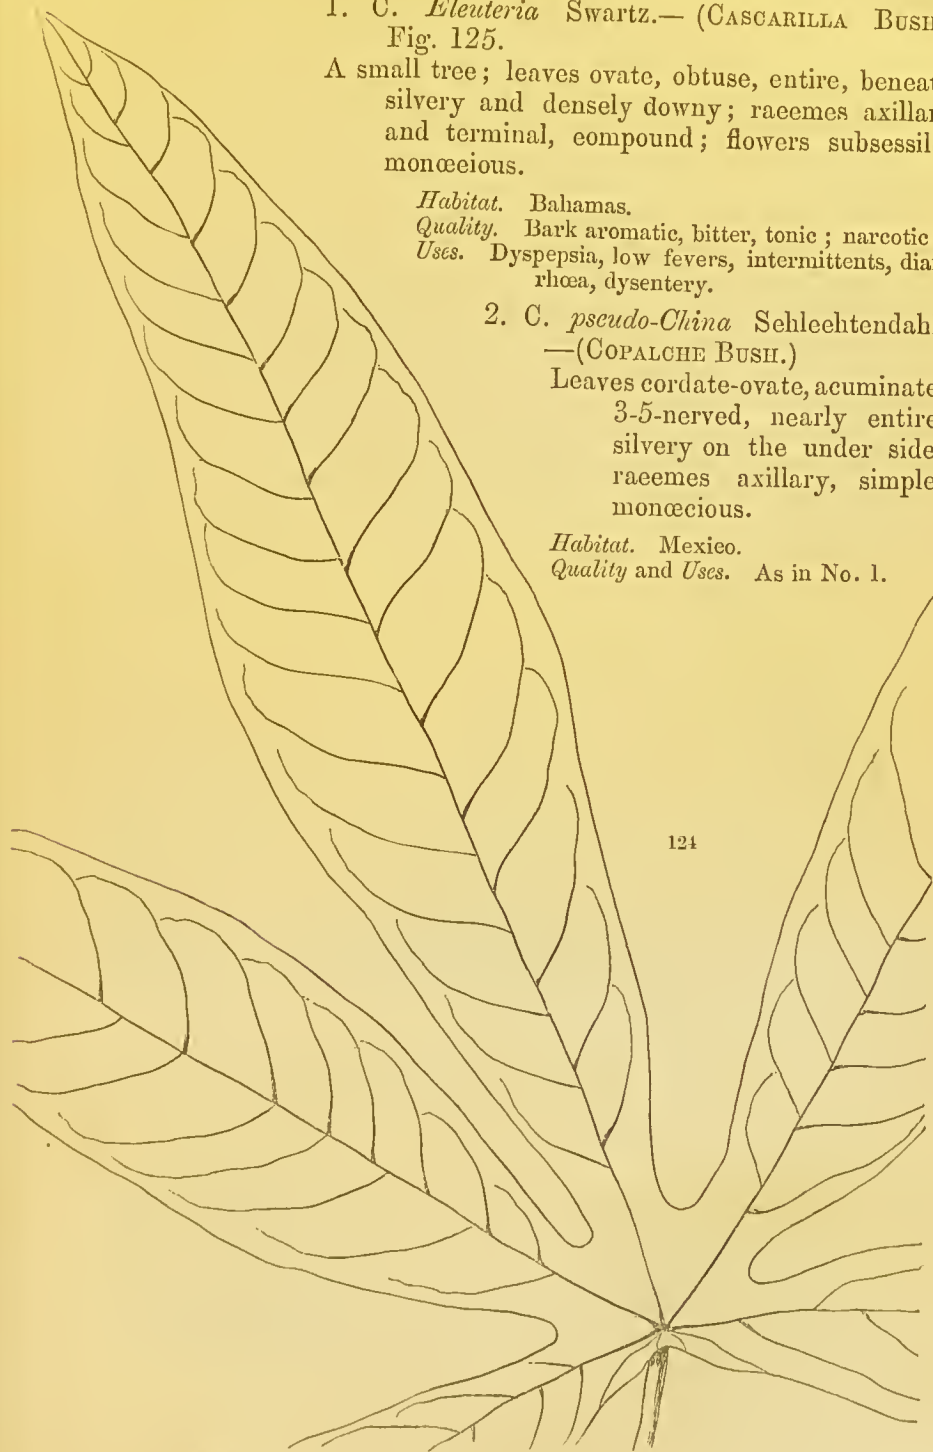 1. C. Eleuteria Swartz.— (CASCARILLA BUSH
Fig. 125.
A small tree; leaves ovate, obtuse, entire, beneat
silvery and densely downy; racemes axillar
and terminal, compound; flowers subsessil
monœcious.
Habitat. Bahamas.
Quality. Bark aromatic, bitter, tonic; narcotic
Uses. Dyspepsia, low fevers, intermittents, diar
rhœa, dysentery.
2. C. pseudo-China Schlechtendah
—(COPALCHE BUSH.)
Leaves cordate-ovate, acuminate
3-5-nerved, nearly entire
silvery on the under side
racemes axillary, simple
monœcious.
Habitat. Mexico.
Quality and Uses. As in No. 1.
124